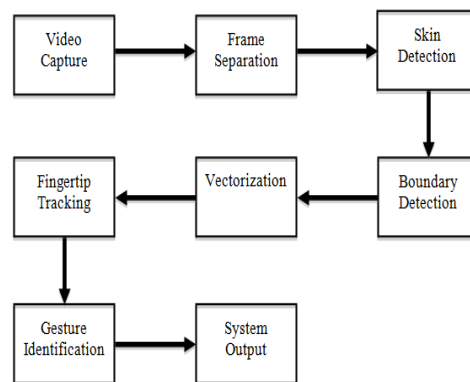 Video
Capture
Frame
Separation
Skin
Detection
Fingertip
Tracking
Vectorization
Boundary
Detection
Gesture
Identification
System
Output